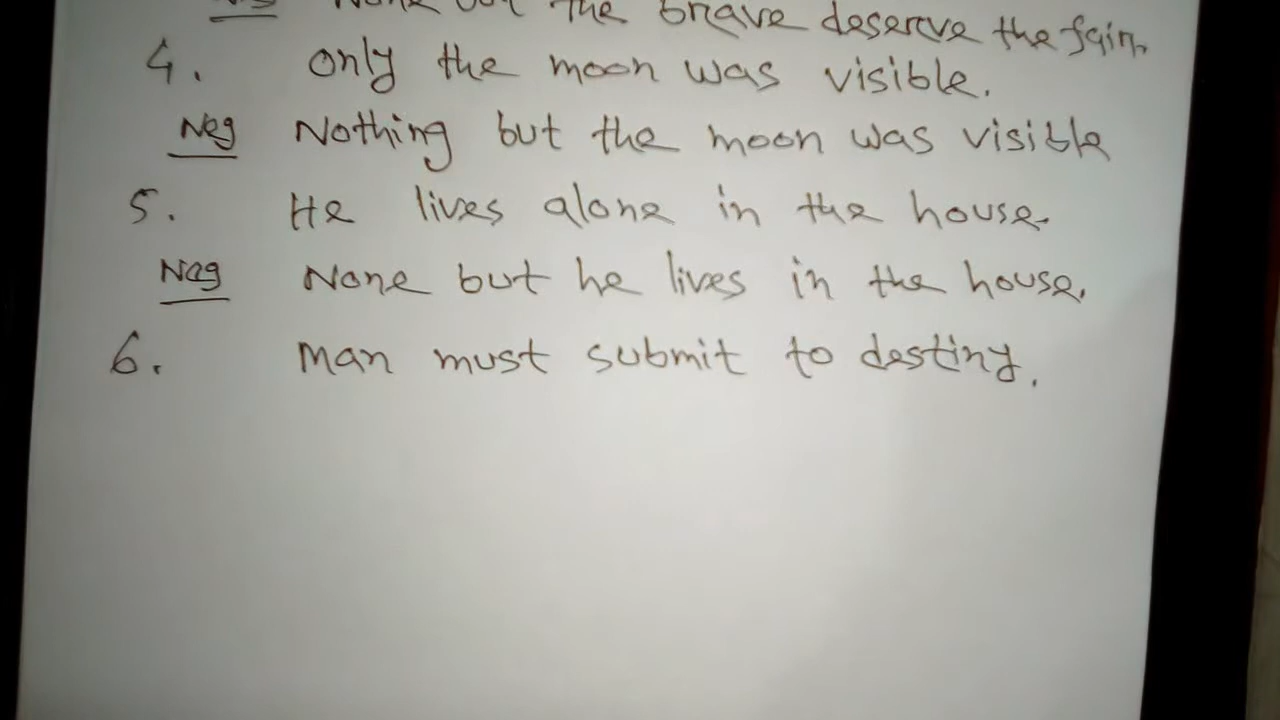 None but the brave deserve the fair.
4. Only the moon was visible.
Neg Nothing but the moon was visible
5. He lives alone in the house.
Neg None but he lives in the house.
6. Man must submit to destiny.